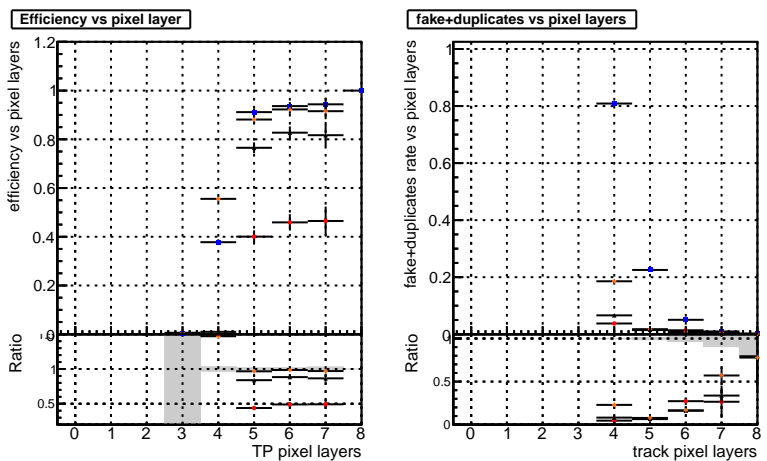 Efficiency vs pixel layer
efficiency vs pixel layers
1.2
1
0.8
0.6
0.4
0.2
0
Ratio
1
0.5
0 1 2 3 4 5 6 7 8
TP pixel layers
fake+duplicates vs pixel layers
fake+duplicates rate vs pixel layers
1
0.8
0.6
0.4
0.2
0
Ratio
1
0.5
0
0 1 2 3 4 5 6 7 8
track pixel layers